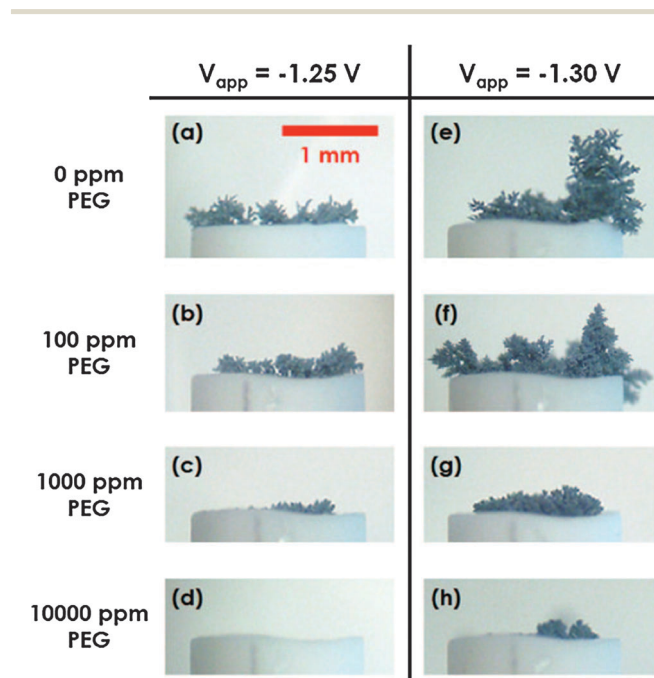 V_app = -1.25 V
V_app = -1.30 V
0 ppm
PEG
(a)
1 mm
(e)
100 ppm
PEG
(b)
(f)
1000 ppm
PEG
(c)
(g)
10000 ppm
PEG
(d)
(h)